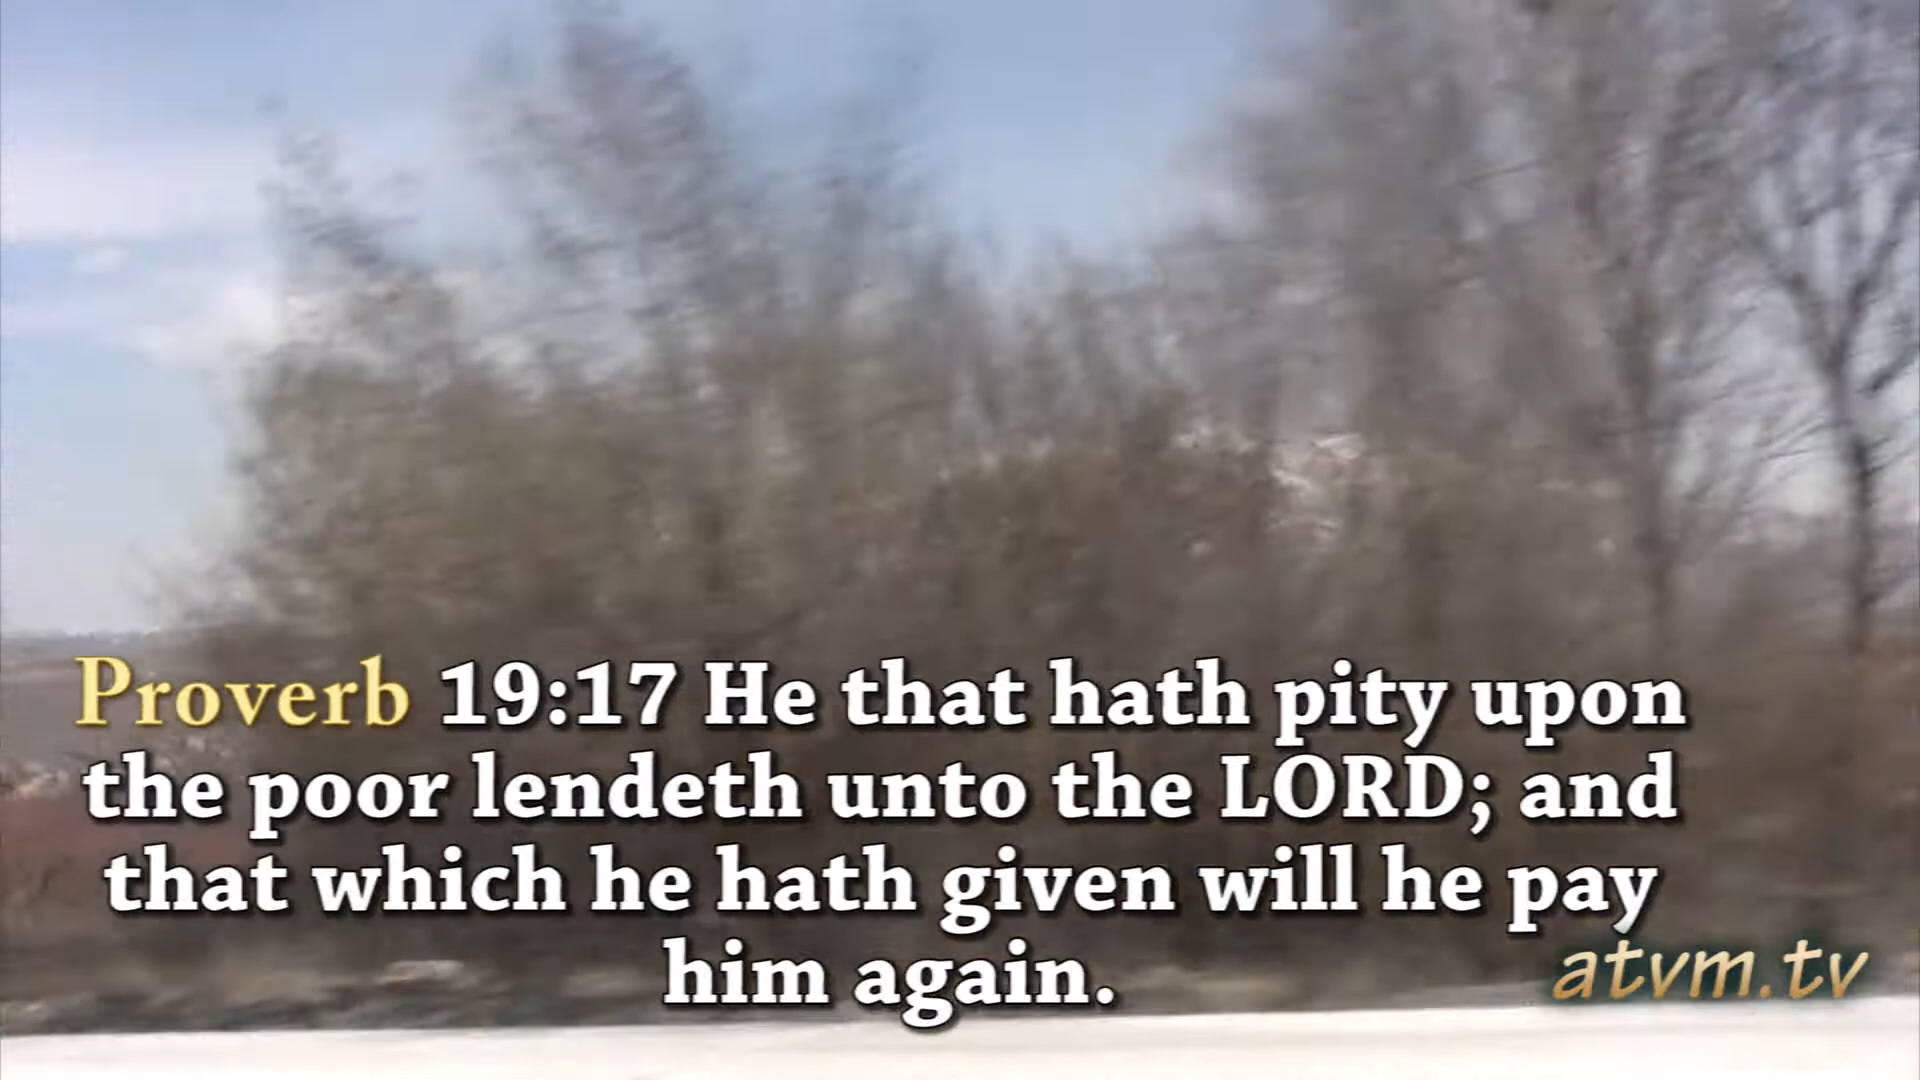 Proverb 19:17 He that hath pity upon
the poor lendeth unto the LORD; and
that which he hath given will he pay
him again.
atvm.tv